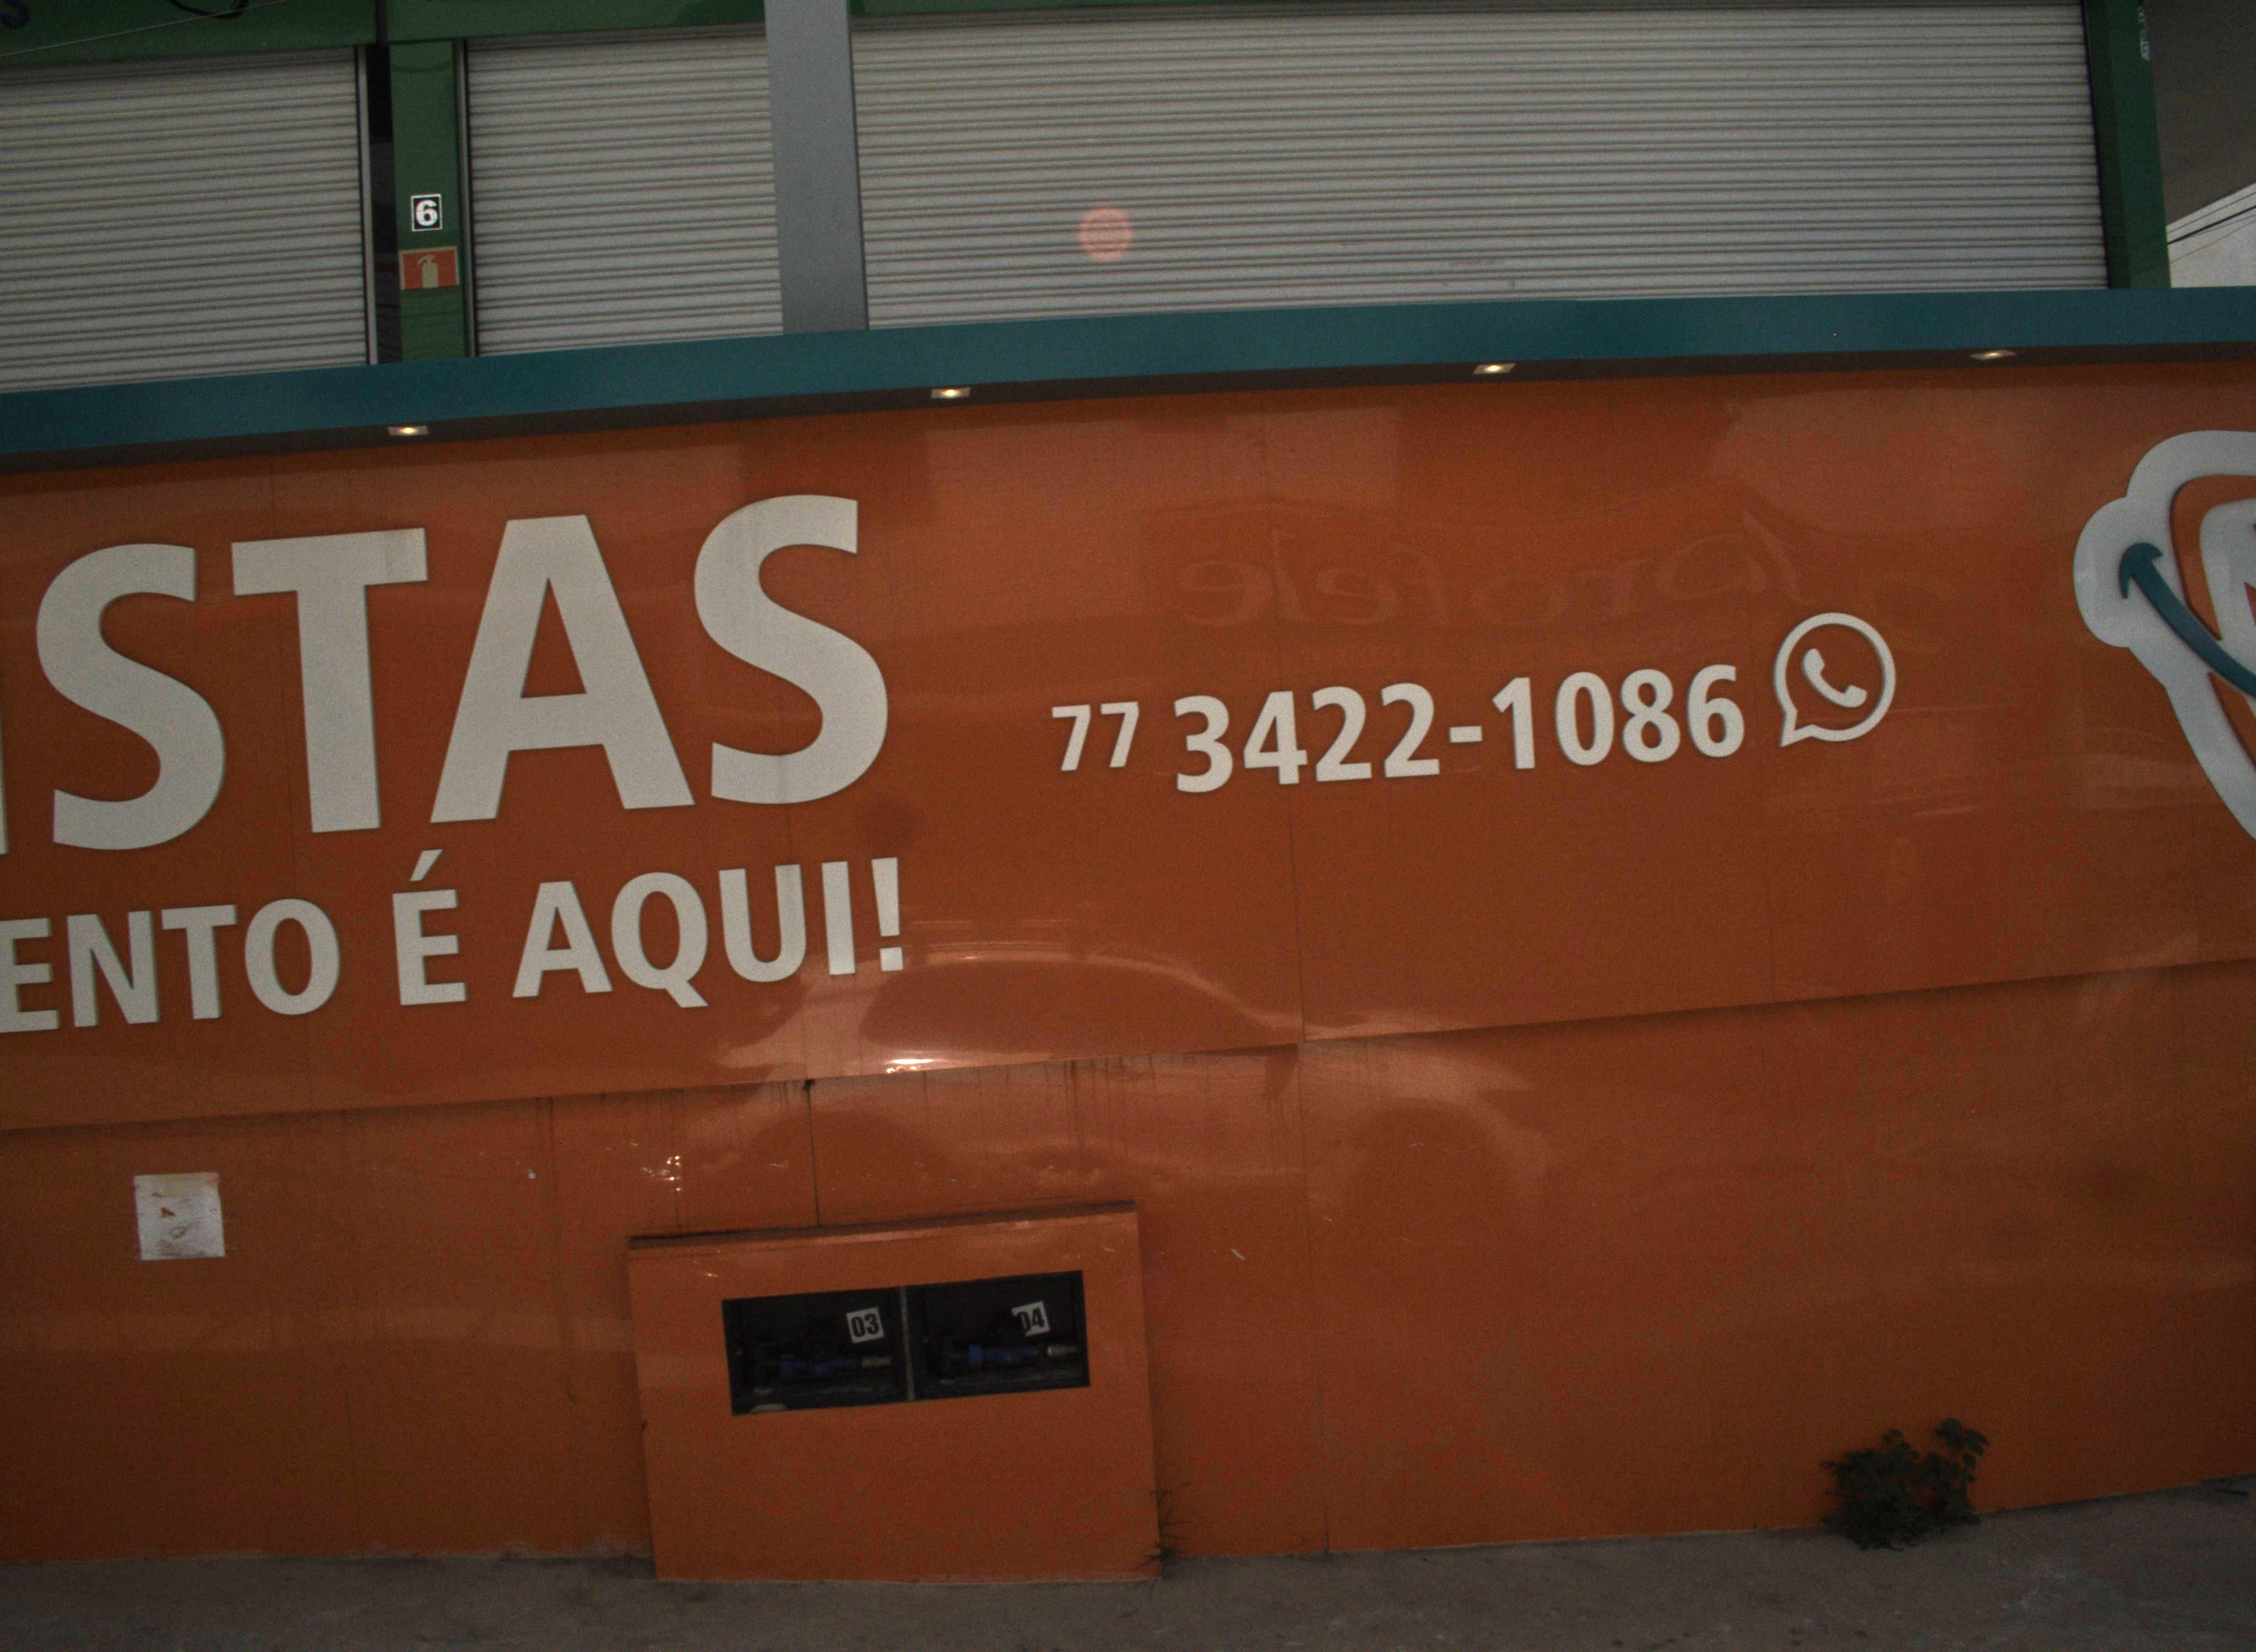 6
ISTAS
77 3422-1086
ENTO É AQUI!
03
04